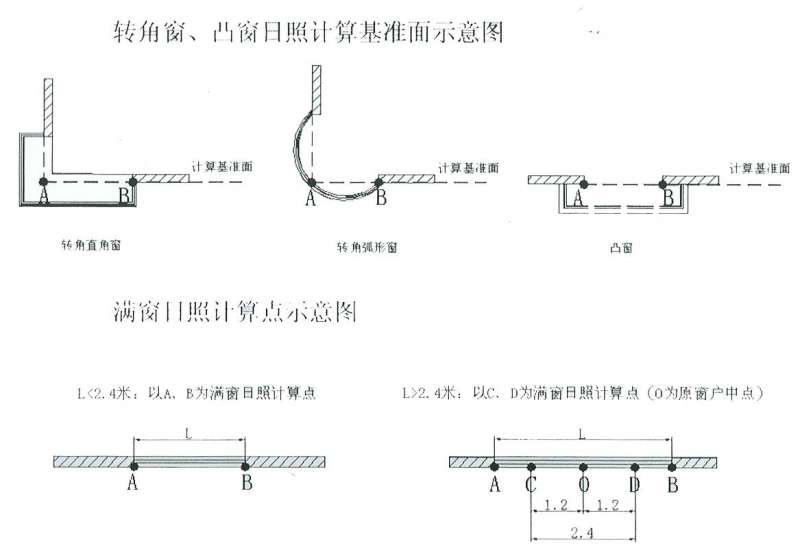 转角窗、凸窗日照计算基准面示意图
计算基准面
计算基准面
计算基准面
A
B
A
B
A
B
转角直角窗
转角弧形窗
凸窗
满窗日照计算点示意图
L<2.4米：以A、B为满窗日照计算点
L>2.4米：以C、D为满窗日照计算点（O为原窗户中点）
L
L
A
B
A
C
O
D
B
1.2
1.2
2.4